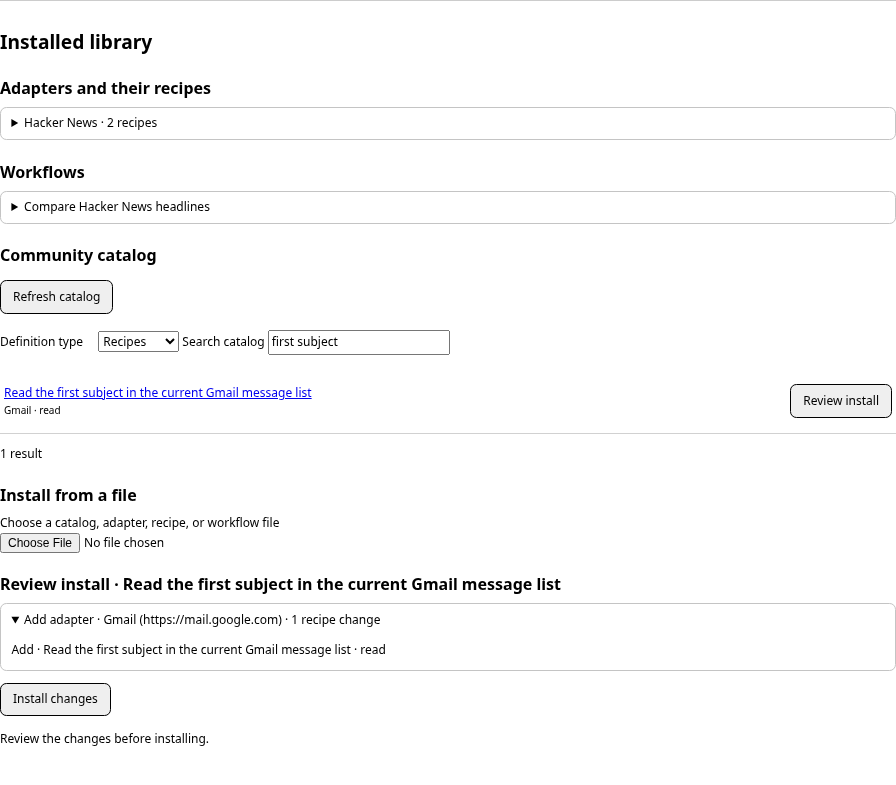 Installed library
Adapters and their recipes
▶ Hacker News · 2 recipes
Workflows
▶ Compare Hacker News headlines
Community catalog
Refresh catalog
Definition type Recipes Search catalog first subject
Read the first subject in the current Gmail message list
Gmail · read
Review install
1 result
Install from a file
Choose a catalog, adapter, recipe, or workflow file
Choose File No file chosen
Review install · Read the first subject in the current Gmail message list
▼ Add adapter · Gmail (https://mail.google.com) · 1 recipe change
Add · Read the first subject in the current Gmail message list · read
Install changes
Review the changes before installing.